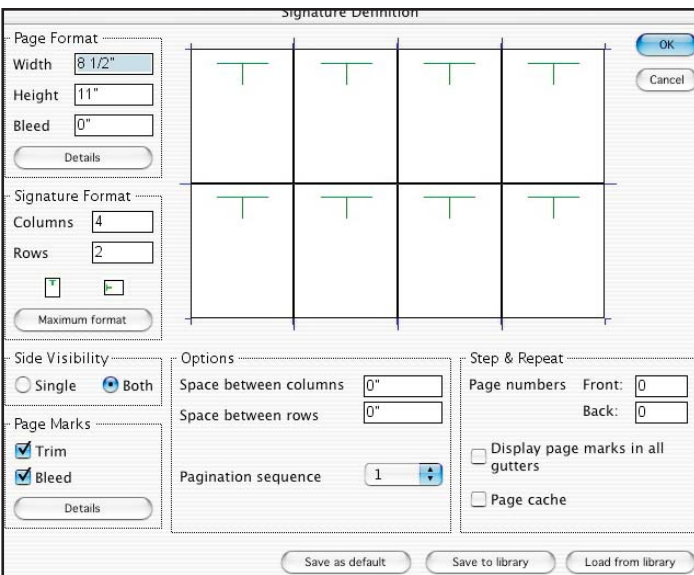 Signature Definition
Page Format
Width 8 1/2"
Height 11"
Bleed 0"
Details
OK
Cancel
Signature Format
Columns 4
Rows 2
Maximum format
Side Visibility
Single Both
Page Marks
Trim
Bleed
Details
Options
Space between columns 0"
Space between rows 0"
Pagination sequence 1
Step & Repeat
Page numbers Front: 0
Back: 0
Display page marks in all
gutters
Page cache
Save as default Save to library Load from library